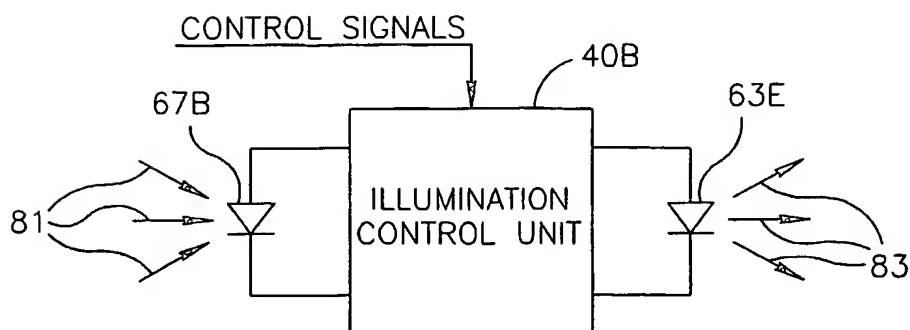 CONTROL SIGNALS
40B
67B
63E
81
ILLUMINATION
CONTROL UNIT
83